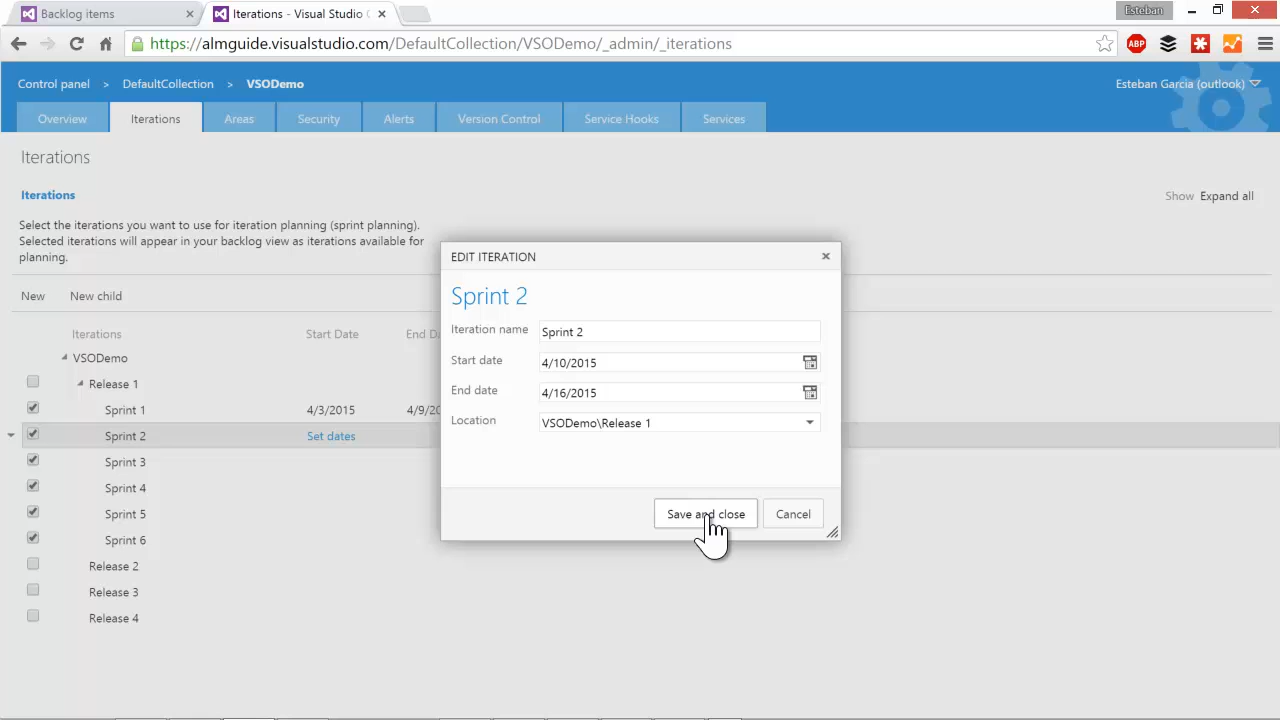 Backlog items
Iterations - Visual Studio
Esteban
https://almguide.visualstudio.com/DefaultCollection/VSODemo/_admin/_iterations
ABP
Control panel > DefaultCollection > VSODemo
Esteban Garcia (outlook)
Overview Iterations Areas Security Alerts Version Control Service Hooks Services
Iterations
Iterations
Show Expand all
Select the iterations you want to use for iteration planning (sprint planning).
Selected iterations will appear in your backlog view as iterations available for
planning.
New New child
Iterations Start Date End Da
VSODemo
Release 1
Sprint 1 4/3/2015 4/9/20
Sprint 2 Set dates
Sprint 3
Sprint 4
Sprint 5
Sprint 6
Release 2
Release 3
Release 4
EDIT ITERATION
Sprint 2
Iteration name Sprint 2
Start date 4/10/2015
End date 4/16/2015
Location VSODemo\Release 1
Save and close Cancel